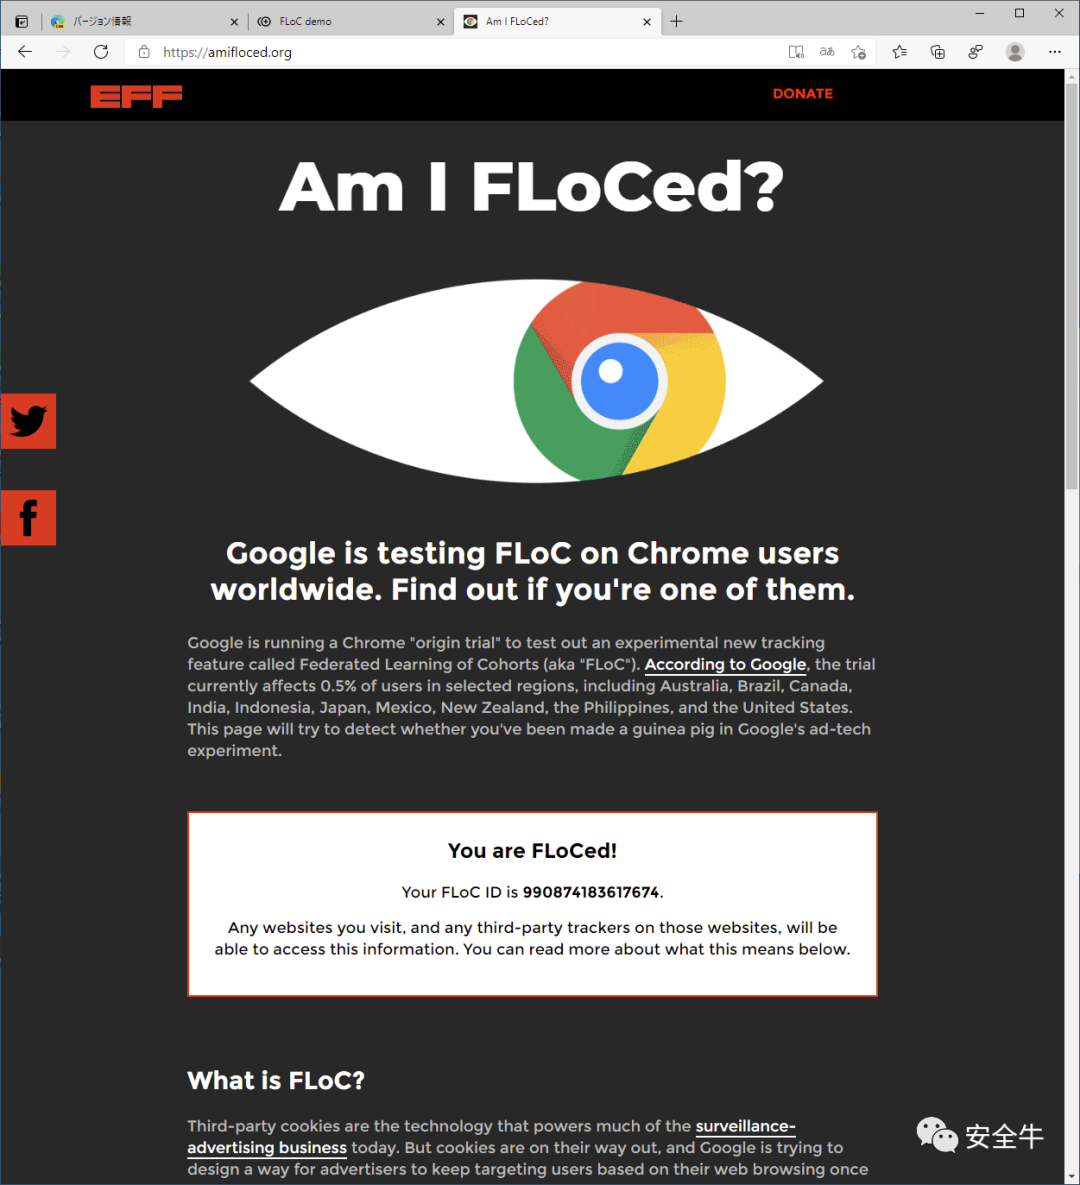 バージョン情報
FLoC demo
Am I FLoCed?
https://amifloced.org
ああ
EFF
DONATE
Am I FLoCed?
Google is testing FLoC on Chrome users
worldwide. Find out if you're one of them.
Google is running a Chrome "origin trial" to test out an experimental new tracking
feature called Federated Learning of Cohorts (aka "FLoC"). According to Google, the trial
currently affects 0.5% of users in selected regions, including Australia, Brazil, Canada,
India, Indonesia, Japan, Mexico, New Zealand, the Philippines, and the United States.
This page will try to detect whether you've been made a guinea pig in Google's ad-tech
experiment.
You are FLoCed!
Your FLoC ID is 990874183617674.
Any websites you visit, and any third-party trackers on those websites, will be
able to access this information. You can read more about what this means below.
What is FLoC?
Third-party cookies are the technology that powers much of the surveillance-
advertising business today. But cookies are on their way out, and Google is trying to
design a way for advertisers to keep targeting users based on their web browsing once
安全牛